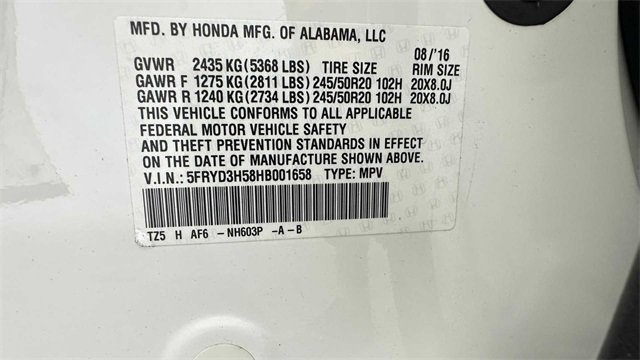 MFD. BY HONDA MFG. OF ALABAMA, LLC
08/'16
GVWR 2435 KG(5368 LBS) TIRE SIZE RIM SIZE
GAWR F 1275 KG(2811 LBS)245/50R20 102H 20X8.0J
GAWR R 1240 KG(2734 LBS)245/50R20 102H 20X8.0J
THIS VEHICLE CONFORMS TO ALL APPLICABLE
FEDERAL MOTOR VEHICLE SAFETY
AND THEFT PREVENTION STANDARDS IN EFFECT
ON THE DATE OF MANUFACTURE SHOWN ABOVE.
V.I.N.: 5FRYD3H58HB001658 TYPE: MPV
TZ5 H AF6 - NH603P -A-B